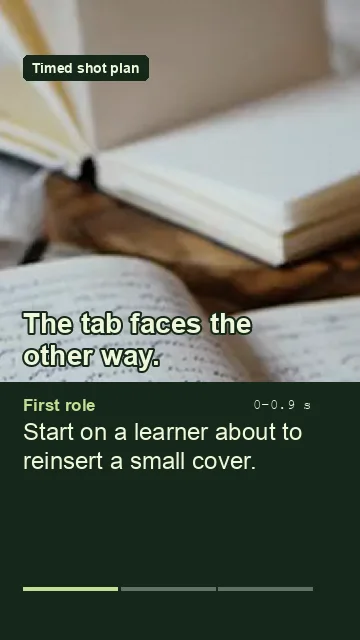 Timed shot plan
The tab faces the
other way.
First role
0–0.9 s
Start on a learner about to
reinsert a small cover.